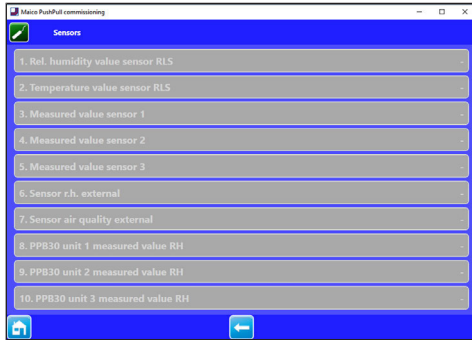 Maico PushPull commissioning
Sensors
1. Rel. humidity value sensor RLS -
2. Temperature value sensor RLS -
3. Measured value sensor 1 -
4. Measured value sensor 2 -
5. Measured value sensor 3 -
6. Sensor r.h. external -
7. Sensor air quality external -
8. PPB30 unit 1 measured value RH -
9. PPB30 unit 2 measured value RH -
10. PPB30 unit 3 measured value RH -